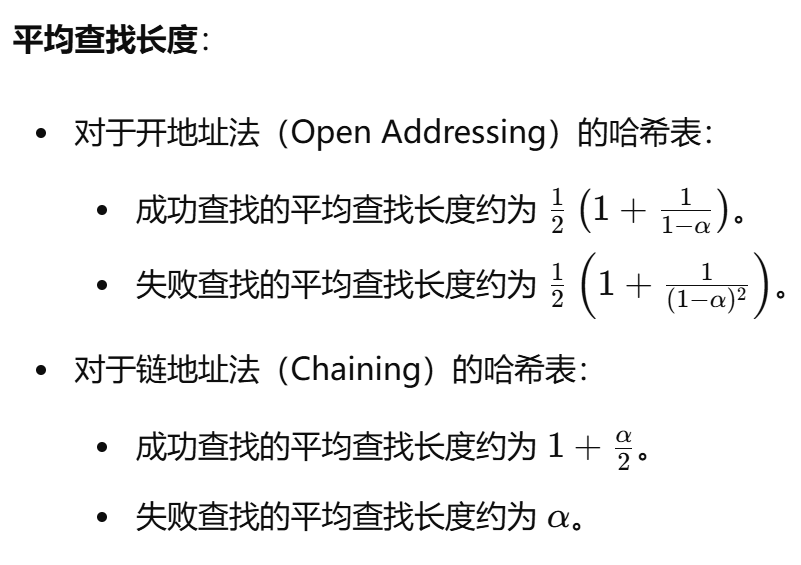 平均查找长度：
• 对于开地址法（Open Addressing）的哈希表：
• 成功查找的平均查找长度约为 $\frac{1}{2}\left(1+\frac{1}{1-\alpha}\right)$。
• 失败查找的平均查找长度约为 $\frac{1}{2}\left(1+\frac{1}{(1-\alpha)^2}\right)$。
• 对于链地址法（Chaining）的哈希表：
• 成功查找的平均查找长度约为 $1+\frac{\alpha}{2}$。
• 失败查找的平均查找长度约为 $\alpha$。